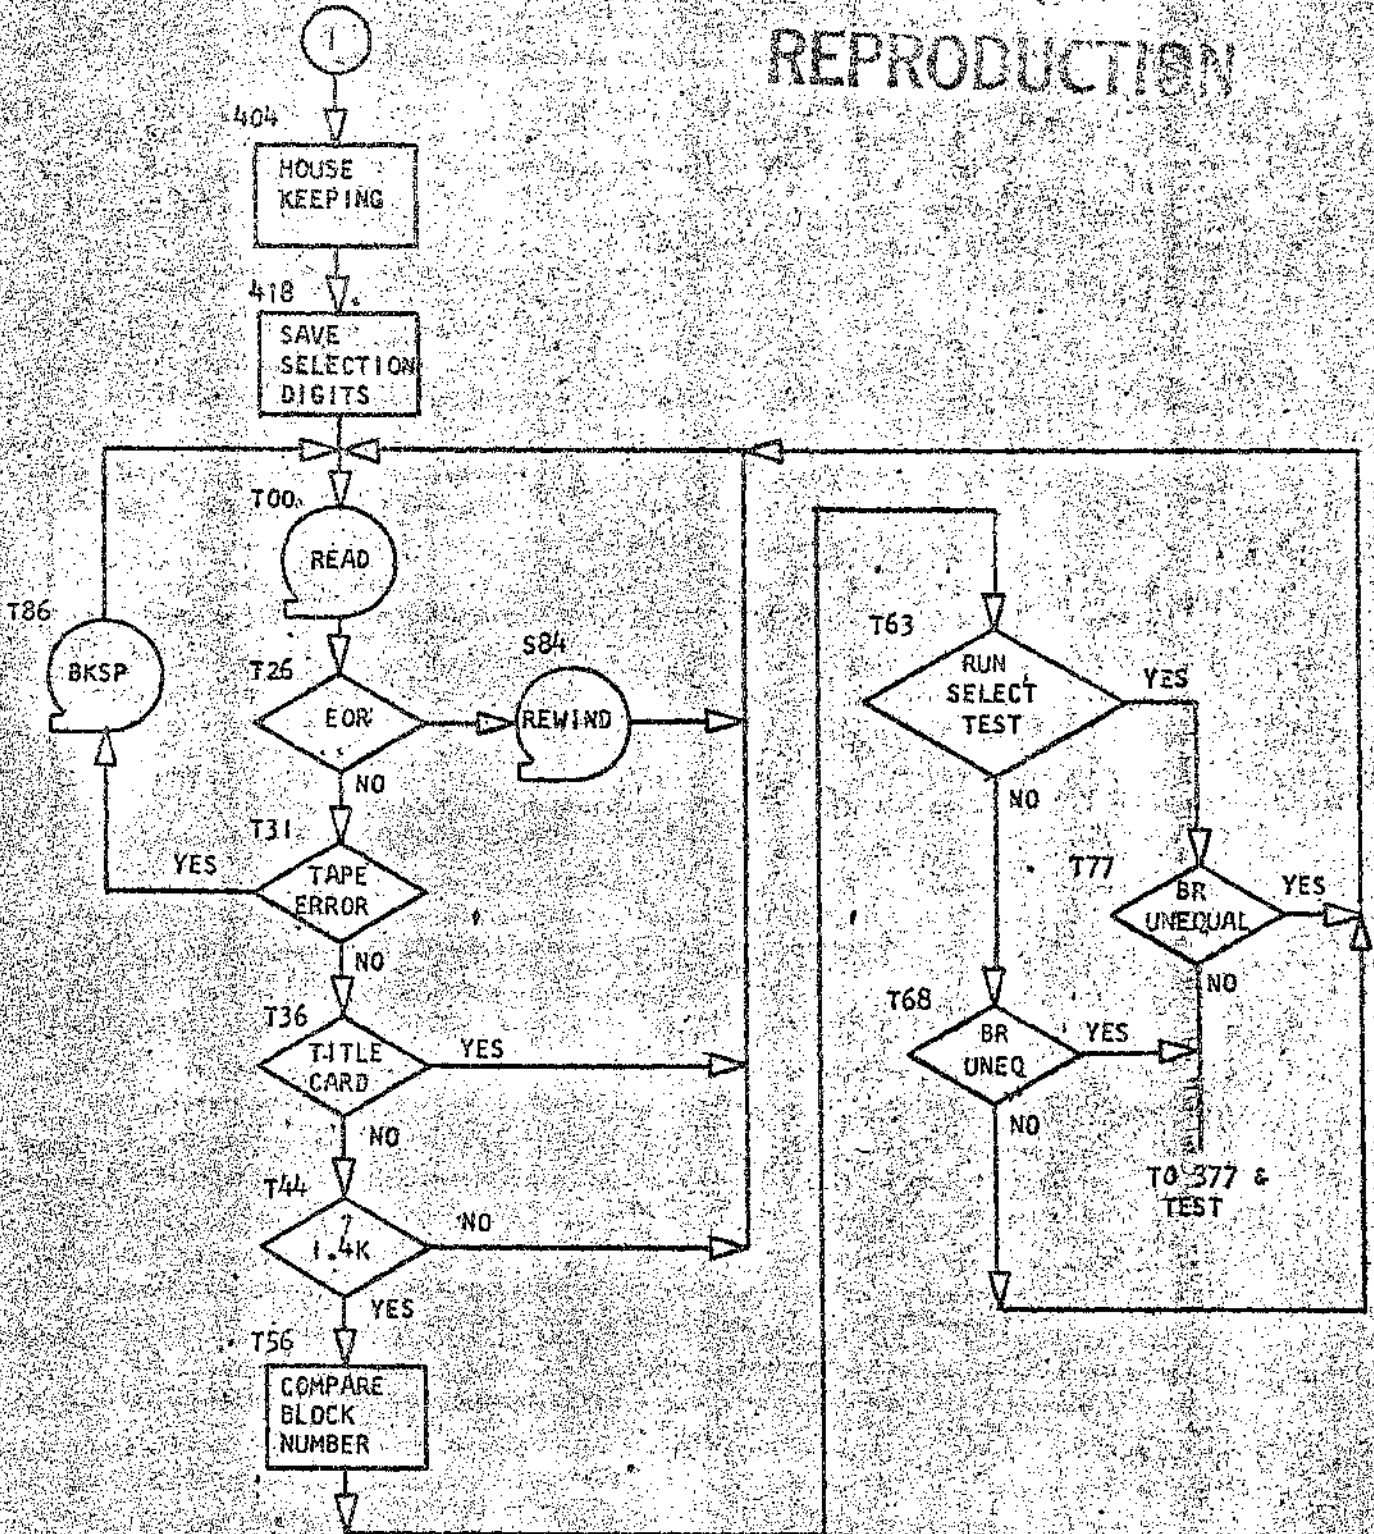 REPRODUCTION
1
404
HOUSE
KEEPING
418
SAVE
SELECTION
DIGITS
T00
READ
T86
BKSP
T26
EOR
S84
REWIND
NO
T31
TAPE
ERROR
YES
NO
T36
TITLE
CARD
YES
NO
T44
?
1.4K
NO
YES
T56
COMPARE
BLOCK
NUMBER
T63
RUN
SELECT
TEST
YES
NO
T77
BR
UNEQUAL
YES
NO
T68
BR
UNEQ
YES
NO
TO 377 &
TEST